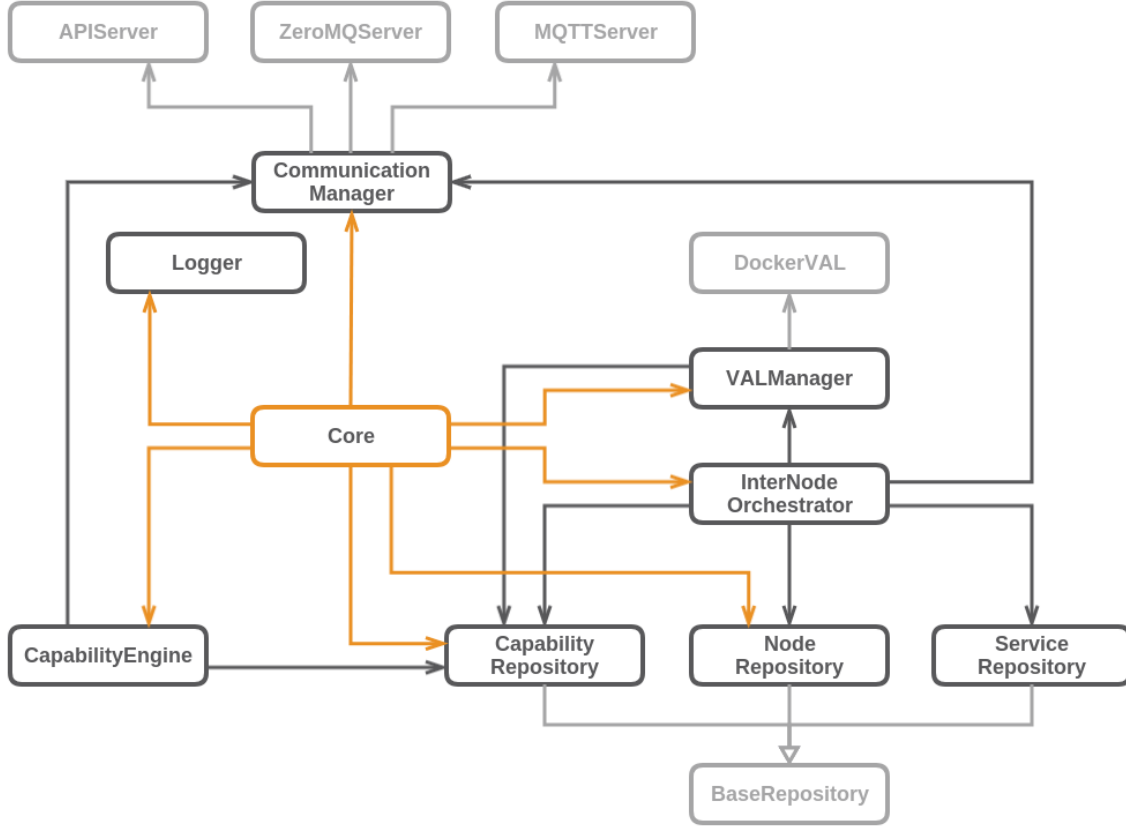 APIServer
ZeroMQServer
MQTTServer
Communication
Manager
Logger
DockerVAL
VALManager
Core
InterNode
Orchestrator
CapabilityEngine
Capability
Repository
Node
Repository
Service
Repository
BaseRepository